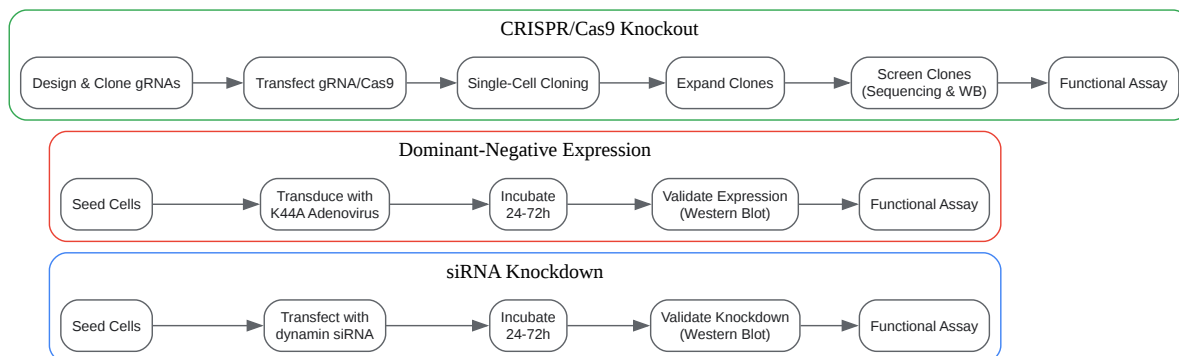 CRISPR/Cas9 Knockout
Design & Clone gRNAs
Transfect gRNA/Cas9
Single-Cell Cloning
Expand Clones
Screen Clones
(Sequencing & WB)
Functional Assay
Dominant-Negative Expression
Seed Cells
Transduce with
K44A Adenovirus
Incubate
24-72h
Validate Expression
(Western Blot)
Functional Assay
siRNA Knockdown
Seed Cells
Transfect with
dynamin siRNA
Incubate
24-72h
Validate Knockdown
(Western Blot)
Functional Assay